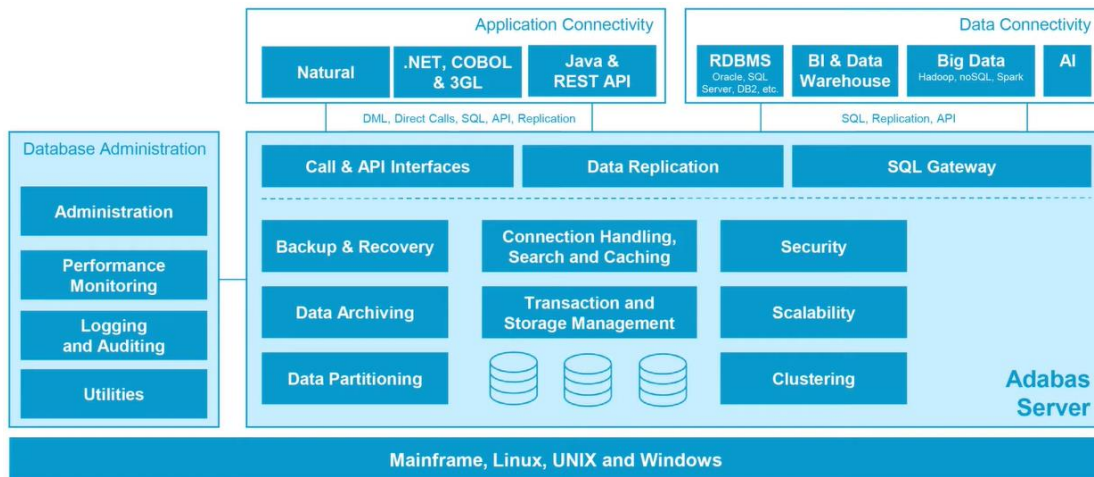 Application Connectivity
Natural
.NET, COBOL
& 3GL
Java &
REST API
Data Connectivity
RDBMS
Oracle, SQL
Server, DB2, etc.
BI & Data
Warehouse
Big Data
Hadoop, noSQL, Spark
AI
DML, Direct Calls, SQL, API, Replication
SQL, Replication, API
Database Administration
Administration
Performance
Monitoring
Logging
and Auditing
Utilities
Call & API Interfaces
Data Replication
SQL Gateway
Backup & Recovery
Connection Handling,
Search and Caching
Security
Data Archiving
Transaction and
Storage Management
Scalability
Data Partitioning
Clustering
Adabas
Server
Mainframe, Linux, UNIX and Windows